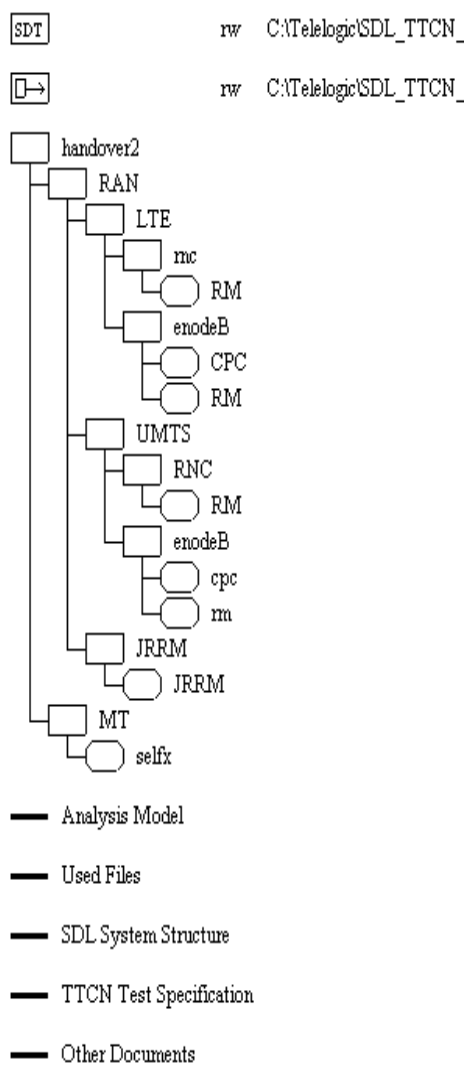 SDT rw C:\Telelogic\SDL_TTCN_
rw C:\Telelogic\SDL_TTCN_
handover2
RAN
LTE
rnc
RM
enodeB
CPC
RM
UMTS
RNC
RM
enodeB
cpc
rm
JRRM
JRRM
MT
selfx
Analysis Model
Used Files
SDL System Structure
TTCN Test Specification
Other Documents